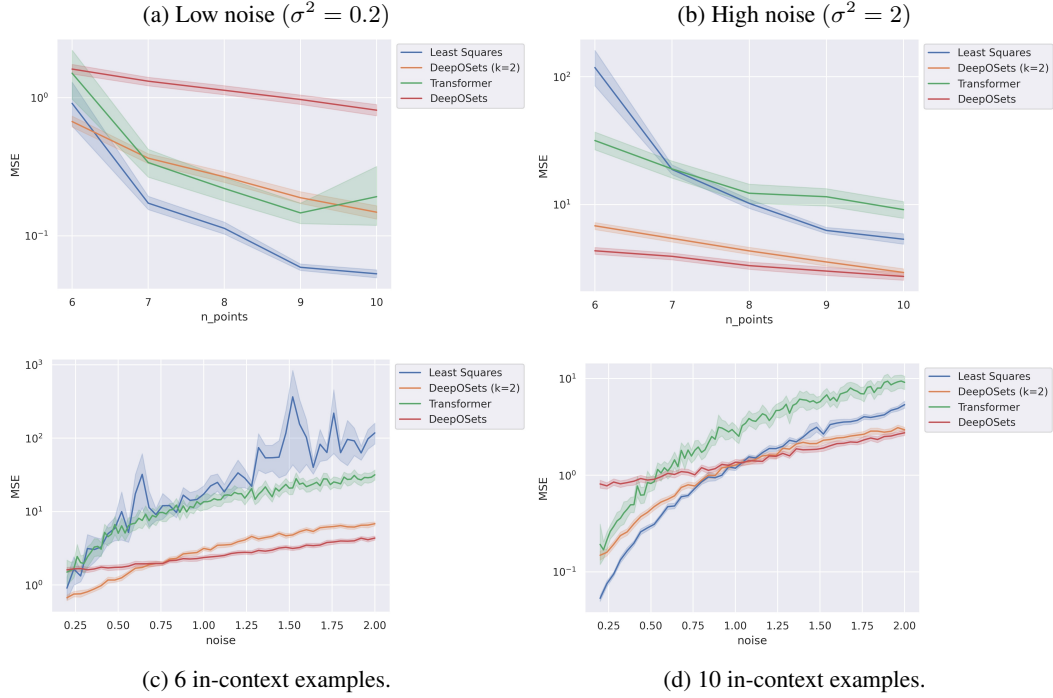 (a) Low noise (σ² = 0.2)
(b) High noise (σ² = 2)
10⁰
10⁻¹
MSE
6 7 8 9 10
n_points
Least Squares
DeepOSets (k=2)
Transformer
DeepOSets
10²
10¹
MSE
6 7 8 9 10
n_points
Least Squares
DeepOSets (k=2)
Transformer
DeepOSets
10³
10²
10¹
10⁰
MSE
0.25 0.50 0.75 1.00 1.25 1.50 1.75 2.00
noise
Least Squares
DeepOSets (k=2)
Transformer
DeepOSets
10¹
10⁰
10⁻¹
MSE
0.25 0.50 0.75 1.00 1.25 1.50 1.75 2.00
noise
Least Squares
DeepOSets (k=2)
Transformer
DeepOSets
(c) 6 in-context examples.
(d) 10 in-context examples.